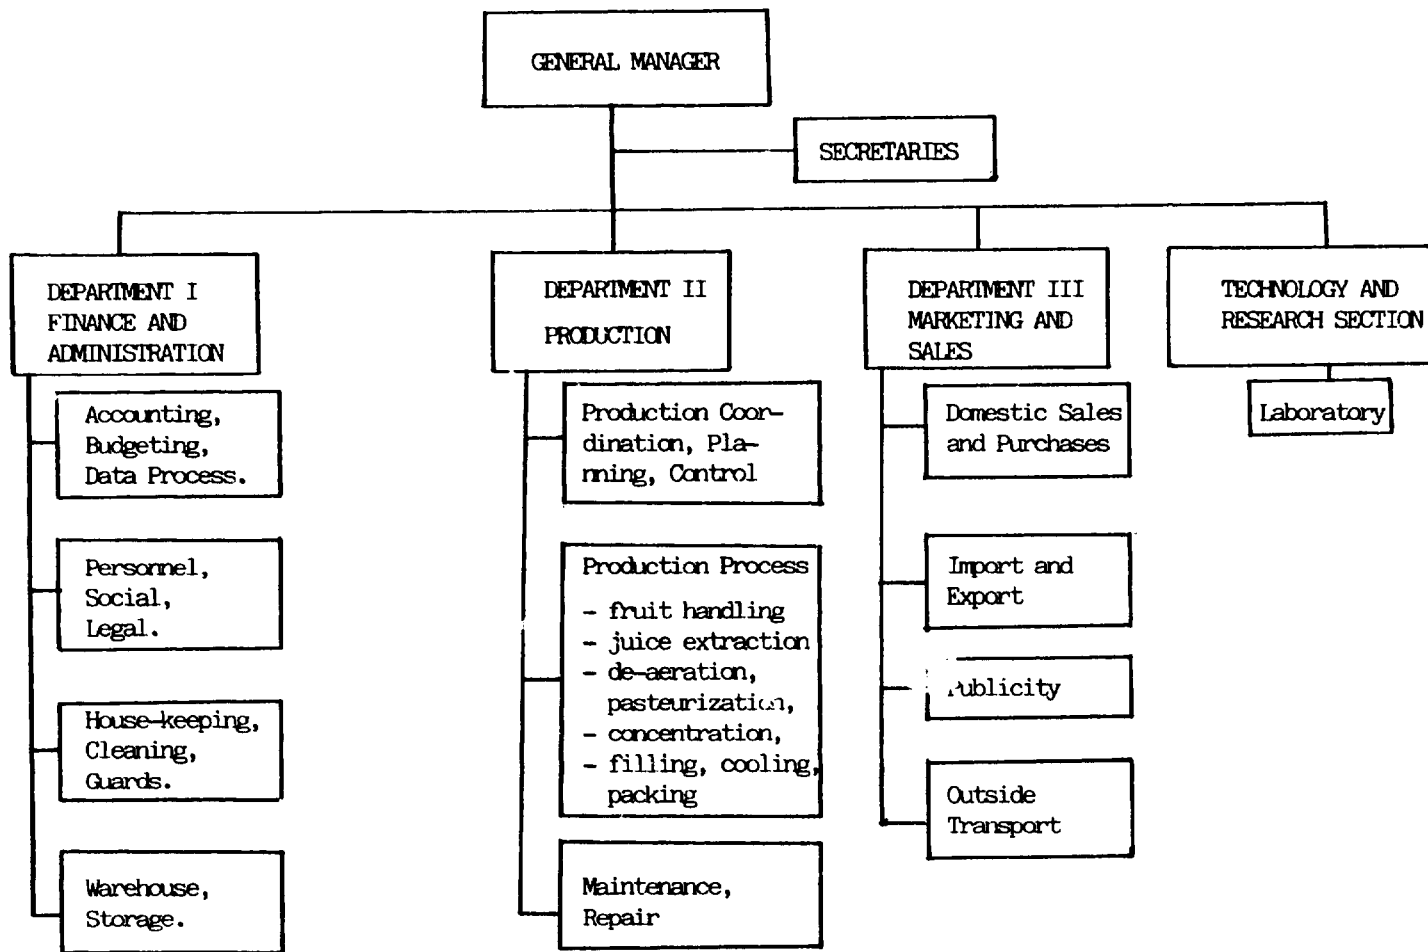 GENERAL MANAGER
SECRETARIES
DEPARTMENT I
FINANCE AND
ADMINISTRATION
Accounting,
Budgeting,
Data Process.
Personnel,
Social,
Legal.
House-keeping,
Cleaning,
Guards.
Warehouse,
Storage.
DEPARTMENT II
PRODUCTION
Production Coor-
dination, Pla-
nning, Control
Production Process
- fruit handling
- juice extraction
- de-aeration,
pasteurization,
- concentration,
- filling, cooling,
packing
Maintenance,
Repair
DEPARTMENT III
MARKETING AND
SALES
Domestic Sales
and Purchases
Import and
Export
Publicity
Outside
Transport
TECHNOLOGY AND
RESEARCH SECTION
Laboratory